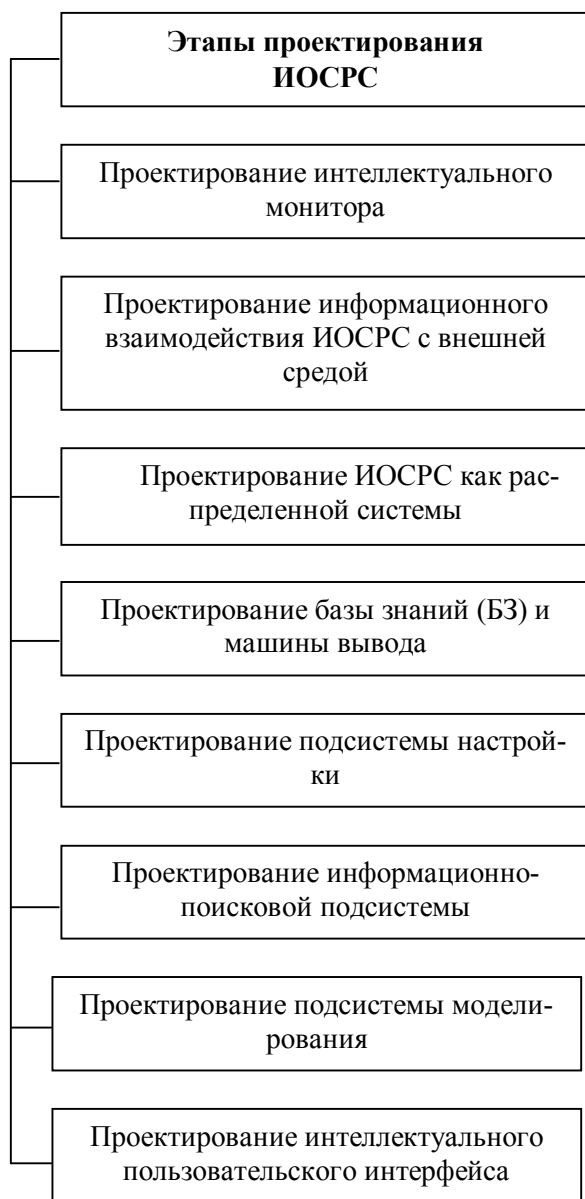 Этапы проектирования
ИОСРС
Проектирование интеллектуального
монитора
Проектирование информационного
взаимодействия ИОСРС с внешней
средой
Проектирование ИОСРС как рас-
пределенной системы
Проектирование базы знаний (БЗ) и
машины вывода
Проектирование подсистемы настрой-
ки
Проектирование информационно-
поисковой подсистемы
Проектирование подсистемы модели-
рования
Проектирование интеллектуального
пользовательского интерфейса